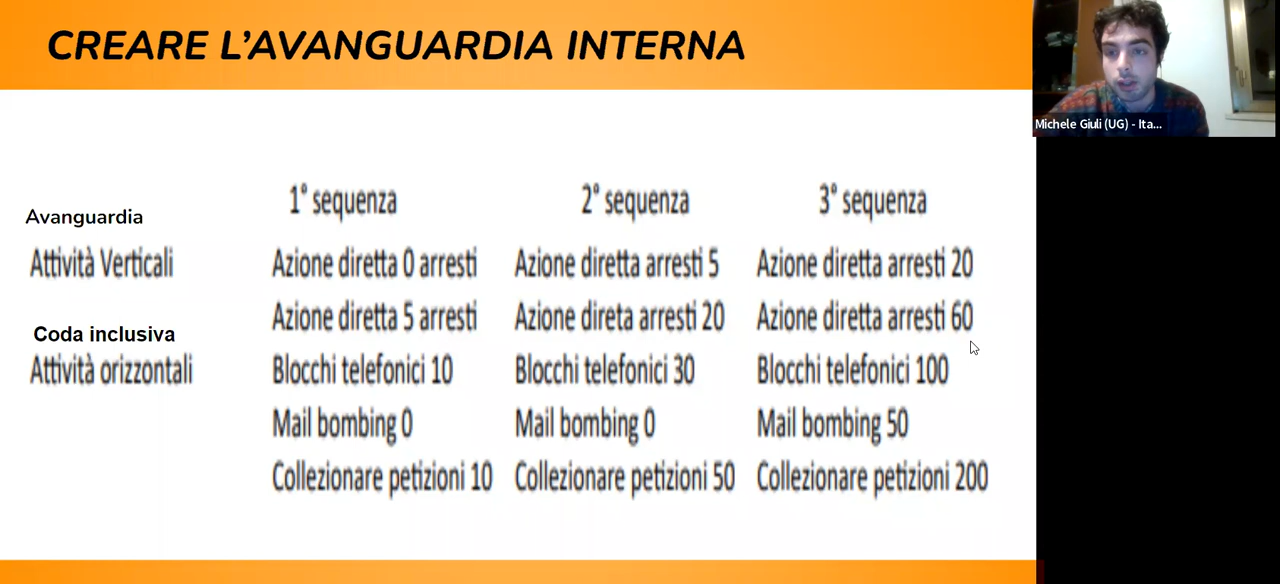 CREARE L'AVANGUARDIA INTERNA
Michele Giuli (UG) - Ita...
1° sequenza 2° sequenza 3° sequenza
Avanguardia
Attività Verticali Azione diretta 0 arresti Azione diretta arresti 5 Azione diretta arresti 20
Azione diretta 5 arresti Azione direta arresti 20 Azione diretta arresti 60
Coda inclusiva
Attività orizzontali Blocchi telefonici 10 Blocchi telefonici 30 Blocchi telefonici 100
Mail bombing 0 Mail bombing 0 Mail bombing 50
Collezionare petizioni 10 Collezionare petizioni 50 Collezionare petizioni 200